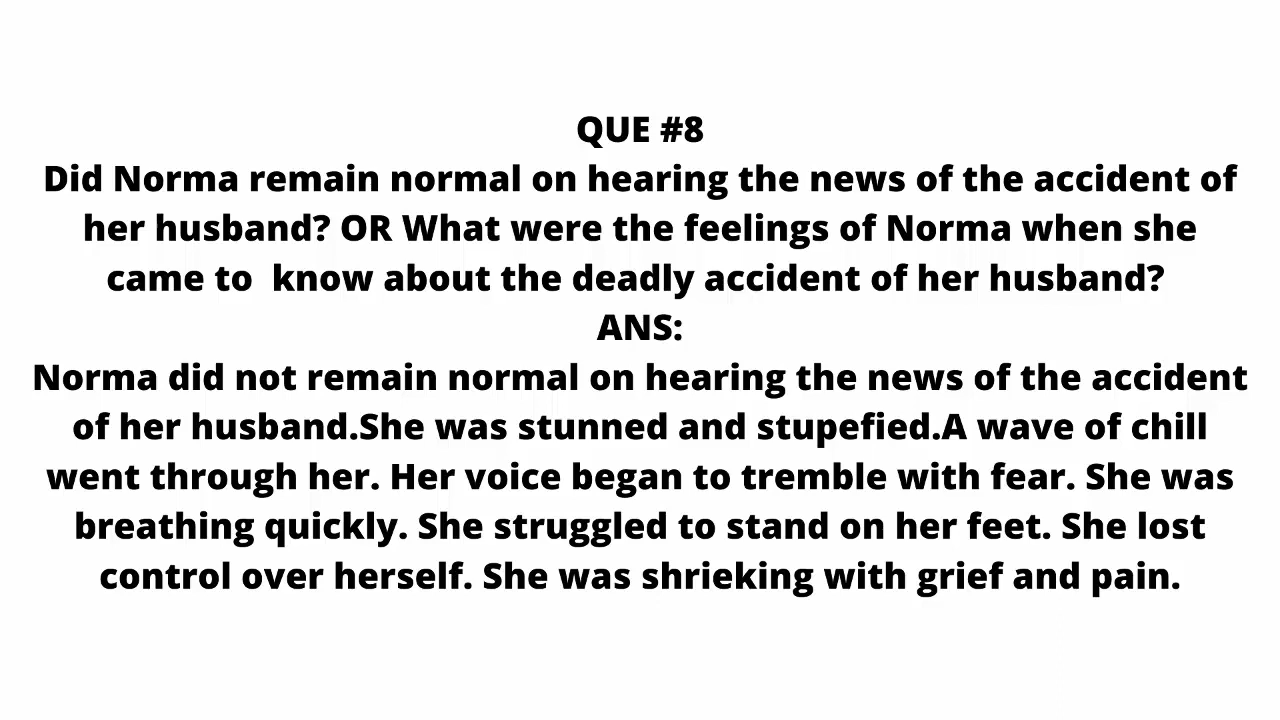 QUE #8
Did Norma remain normal on hearing the news of the accident of
her husband? OR What were the feelings of Norma when she
came to  know about the deadly accident of her husband?
ANS:
Norma did not remain normal on hearing the news of the accident
of her husband.She was stunned and stupefied.A wave of chill
went through her. Her voice began to tremble with fear. She was
breathing quickly. She struggled to stand on her feet. She lost
control over herself. She was shrieking with grief and pain.